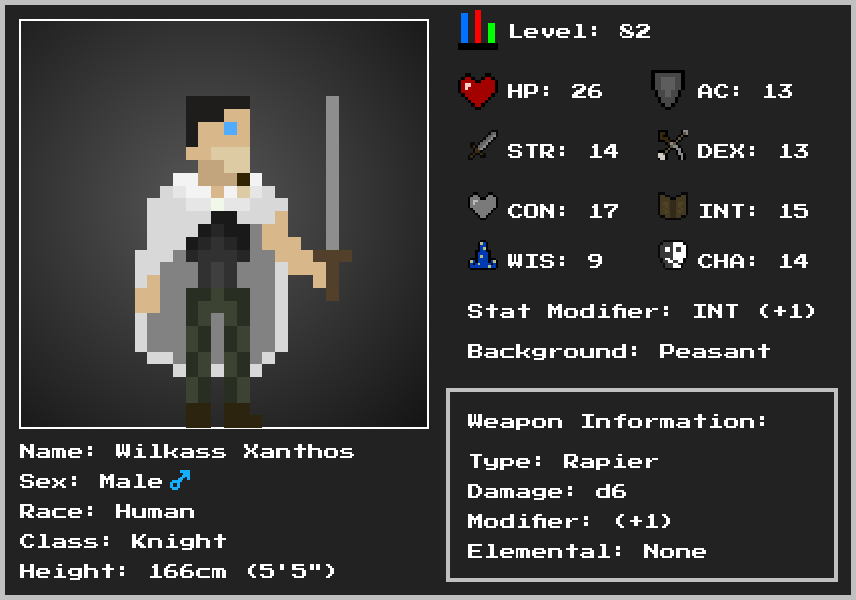 Level: 82
HP: 26 AC: 13
STR: 14 DEX: 13
CON: 17 INT: 15
WIS: 9 CHA: 14
Stat Modifier: INT (+1)
Background: Peasant
Weapon Information:
Type: Rapier
Damage: d6
Modifier: (+1)
Elemental: None
Name: Wilkass Xanthos
Sex: Male ♂
Race: Human
Class: Knight
Height: 166cm (5'5")